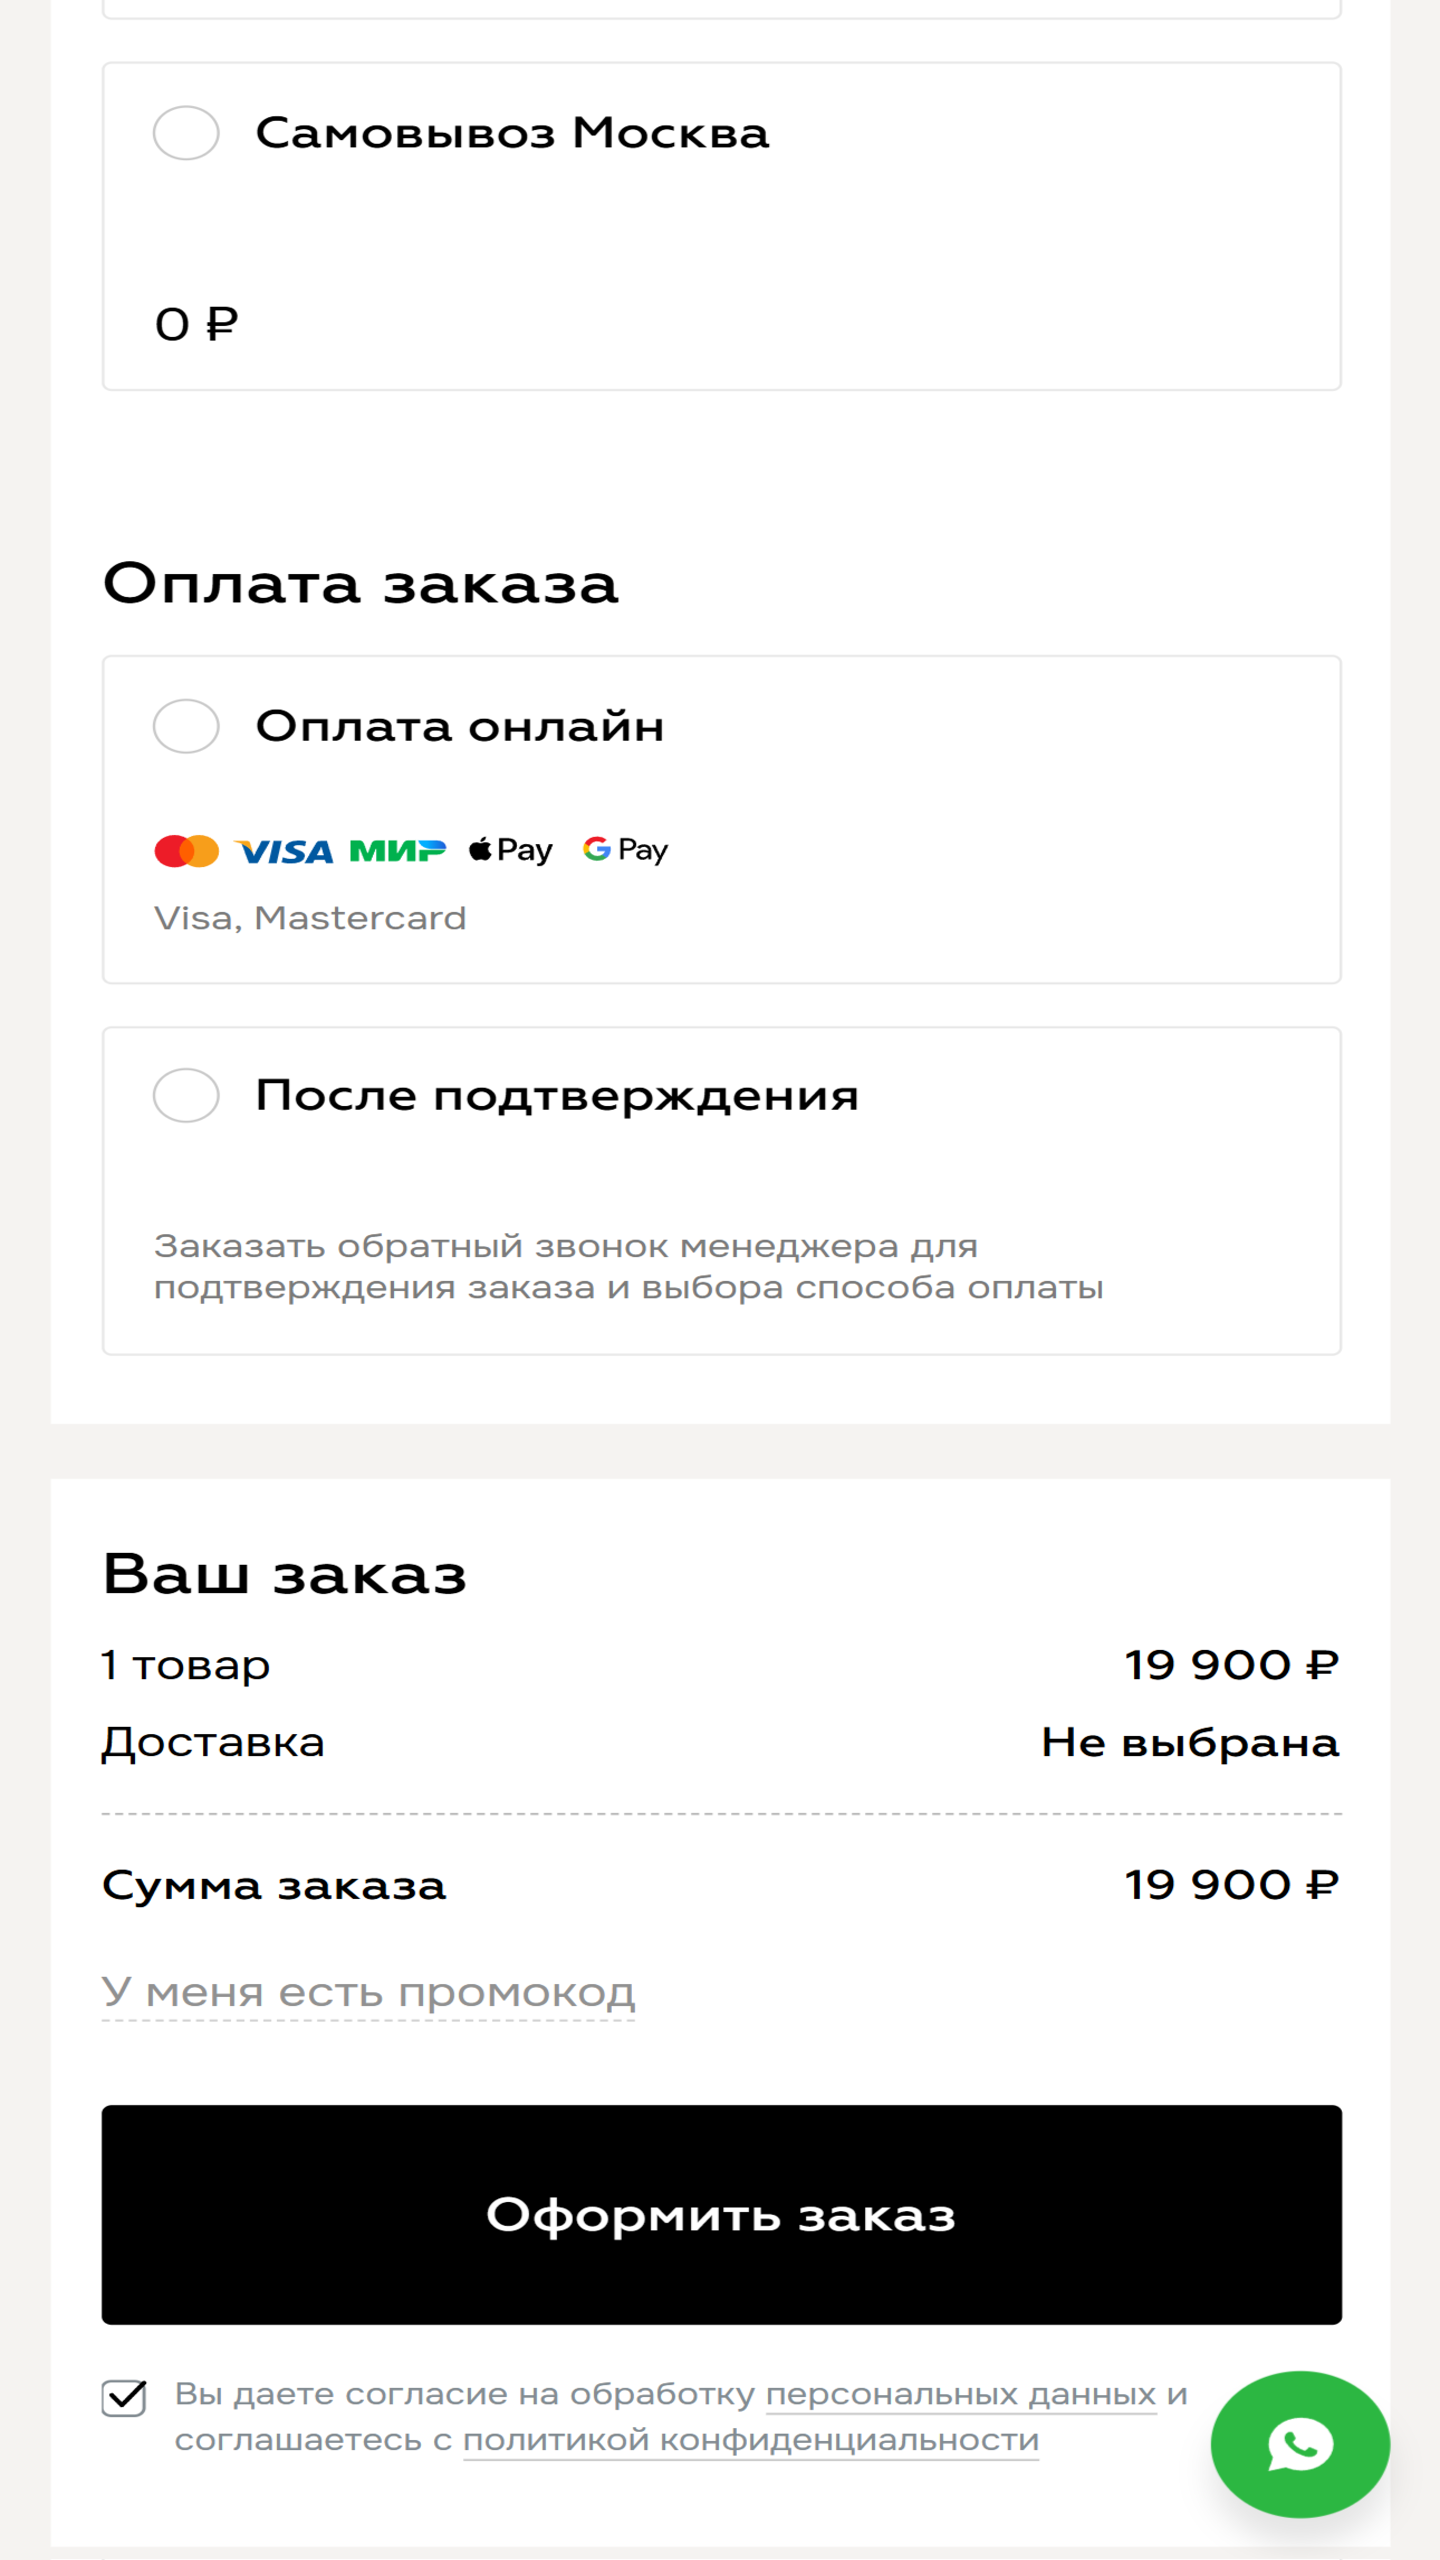 Самовывоз Москва
0 ₽
Оплата заказа
Оплата онлайн
VISA МИР Pay G Pay
Visa, Mastercard
После подтверждения
Заказать обратный звонок менеджера для
подтверждения заказа и выбора способа оплаты
Ваш заказ
1 товар 19 900 ₽
Доставка Не выбрана
Сумма заказа 19 900 ₽
У меня есть промокод
Оформить заказ
Вы даете согласие на обработку персональных данных и
соглашаетесь с политикой конфиденциальности